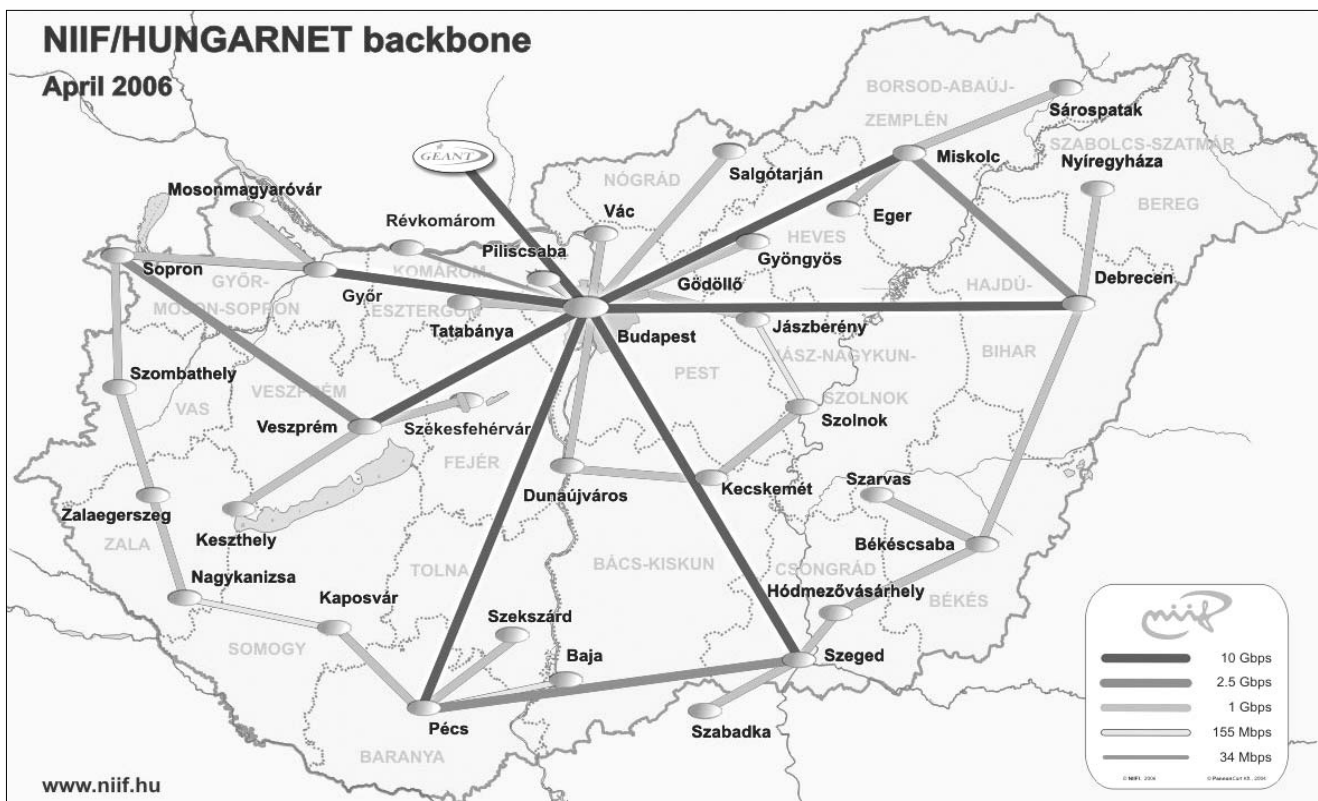 NIIF/HUNGARNET backbone
April 2006
BORSOD-ABAÚJ-
ZEMPLÉN
Sárospatak
SZABOLCS-SZATMÁR
BEREG
GÉANT
Mosonmagyaróvár
Révkomárom
NÓGRÁD
Salgótarján
Miskolc
Nyíregyháza
Vác
Eger
Piliscsaba
HEVES
Gyöngyös
Sopron
GYŐR-
MOSON-SOPRON
Győr
KOMÁROM-
ESZTERGOM
Tatabánya
Gödöllő
HAJDÚ-
BIHAR
Debrecen
Budapest
Jászberény
JÁSZ-NAGYKUN-
SZOLNOK
PEST
Szombathely
VAS
VESZPRÉM
Veszprém
Székesfehérvár
FEJÉR
Szolnok
Dunaújváros
Kecskemét
Szarvas
Zalaegerszeg
ZALA
Keszthely
Békéscsaba
Nagykanizsa
Kaposvár
TOLNA
BÁCS-KISKUN
CSONGRÁD
Hódmezővásárhely
BÉKÉS
SOMOGY
Szekszárd
Baja
Szeged
Pécs
BARANYA
Szabadka
niif
10 Gbps
2.5 Gbps
1 Gbps
155 Mbps
34 Mbps
www.niif.hu